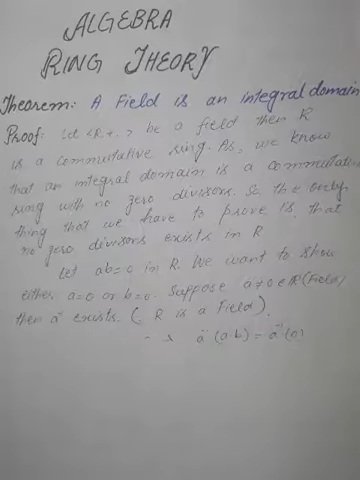 ALGEBRA
RING THEORY
Theorem: A Field is an integral domain
Proof: Let <R + . > be a field then R
is a commutative ring. As, we know
that an integral domain is a commutative
ring with no zero divisors. So the only
thing that we have to prove is, that
no zero divisors exists in R
Let ab=0 in R. We want to show
either a=0 or b=0. Suppose a≠0 ∈ R (Field)
then a⁻¹ exists. (∵ R is a Field).
a⁻¹(a·b) = a⁻¹(0)